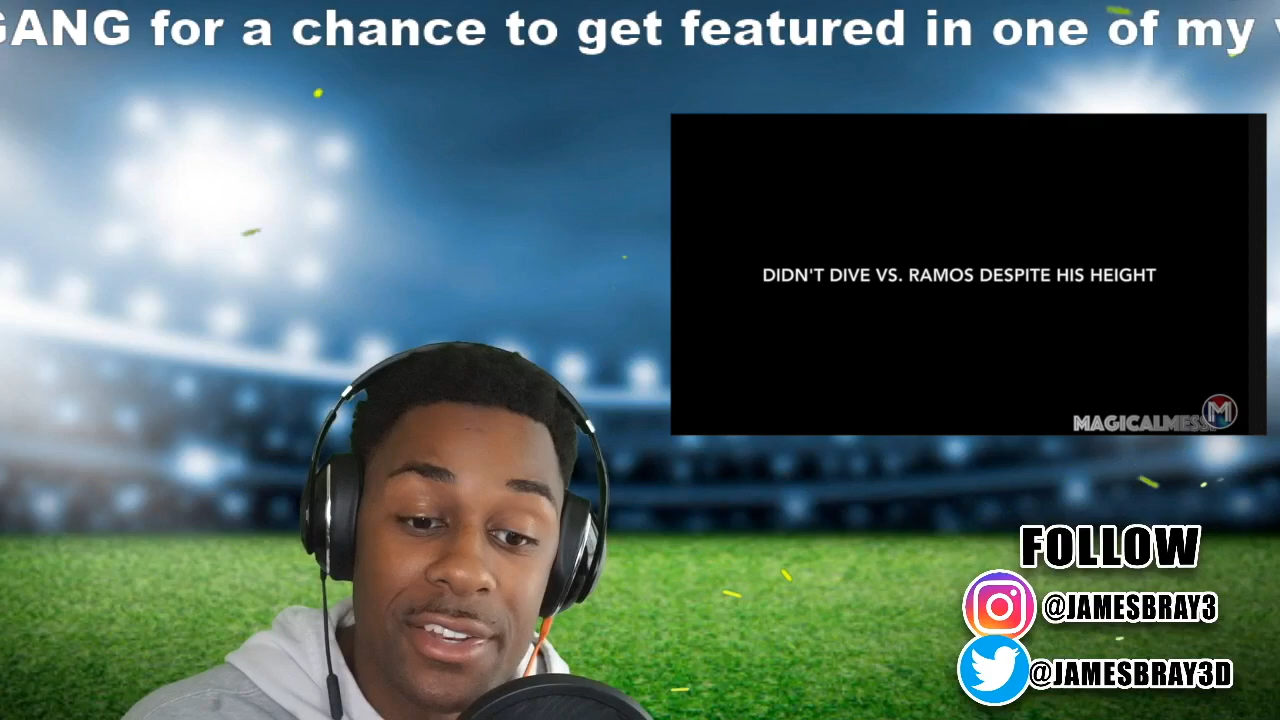 GANG for a chance to get featured in one of my
DIDN'T DIVE VS. RAMOS DESPITE HIS HEIGHT
MAGICALMESSI
FOLLOW
@JAMESBRAY3
@JAMESBRAY3D